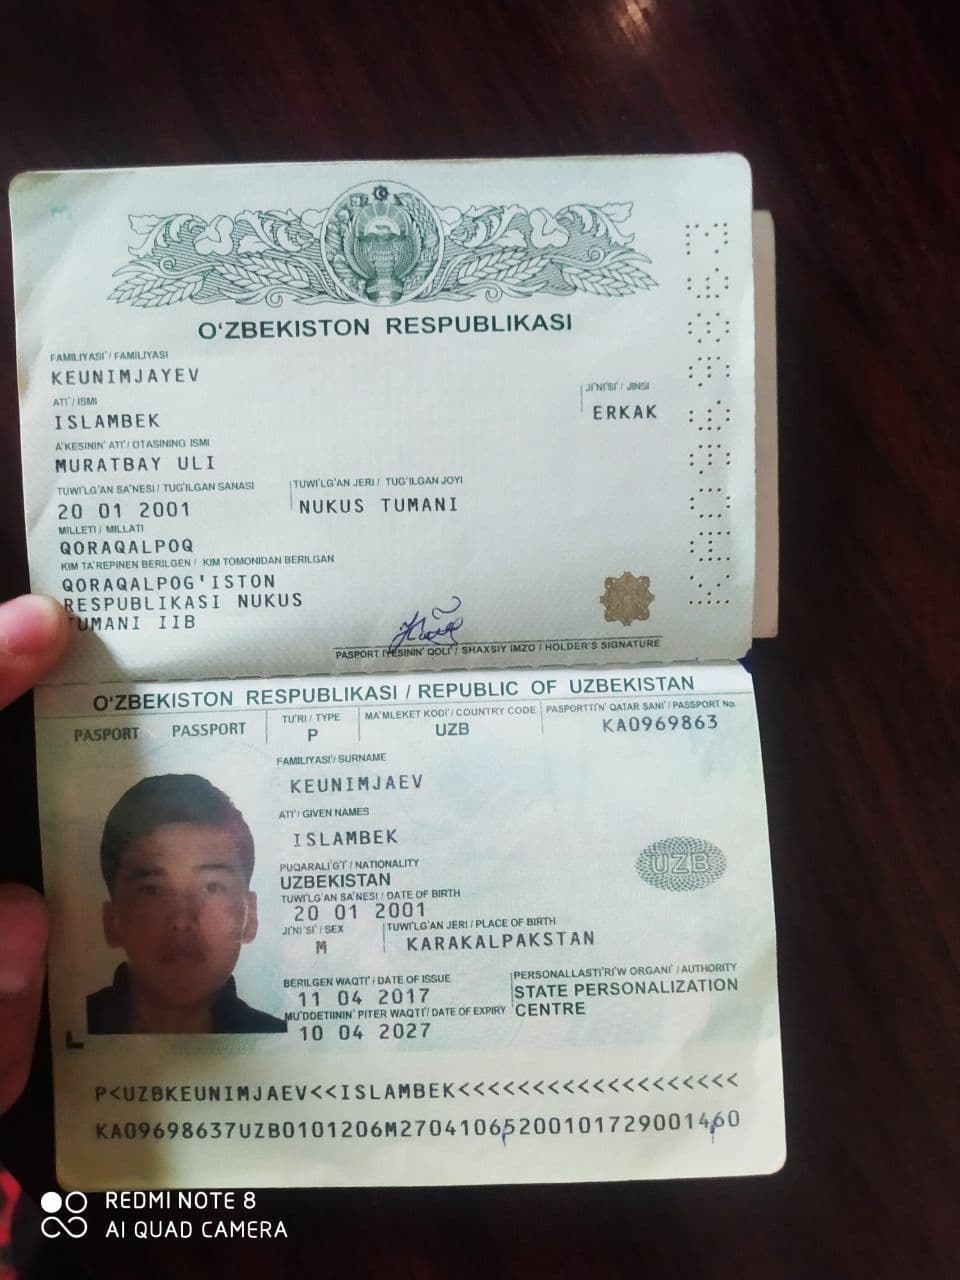 O‘ZBEKISTON RESPUBLIKASI
FAMILIYASI' / FAMILIYASI
KEUNIMJAYEV
ATI' / ISMI
ISLAMBEK
JI'NI'SI' / JINSI
ERKAK
A'KESININ' ATI' / OTASINING ISMI
MURATBAY ULI
TUWI'LG'AN SA'NESI / TUG'ILGAN SANASI
20 01 2001
TUWI'LG'AN JERI / TUG'ILGAN JOYI
NUKUS TUMANI
MILLETI / MILLATI
QORAQALPOQ
KIM TA'REPINEN BERILGEN / KIM TOMONIDAN BERILGAN
QORAQALPOG'ISTON
RESPUBLIKASI NUKUS
TUMANI IIB
PASPORT IYESININ' QOLI' / SHAXSIY IMZO / HOLDER'S SIGNATURE
O‘ZBEKISTON RESPUBLIKASI / REPUBLIC OF UZBEKISTAN
PASPORT PASSPORT
TU'RI / TYPE
P
MA'MLEKET KODI' / COUNTRY CODE
UZB
PASPORTTI'N' QATAR SANI' / PASSPORT No
KA0969863
FAMILIYASI' / SURNAME
KEUNIMJAEV
ATI' / GIVEN NAMES
ISLAMBEK
PUQARALI'G'I' / NATIONALITY
UZBEKISTAN
TUWI'LG'AN SA'NESI / DATE OF BIRTH
20 01 2001
JI'NI'SI' / SEX
M
TUWI'LG'AN JERI / PLACE OF BIRTH
KARAKALPAKSTAN
BERILGEN WAQTI' / DATE OF ISSUE
11 04 2017
MU'DDETININ' PITER WAQTI' / DATE OF EXPIRY
10 04 2027
PERSONALLASTI'RI'W ORGANI' / AUTHORITY
STATE PERSONALIZATION
CENTRE
UZB
P<UZBKEUNIMJAEV<<ISLAMBEK<<<<<<<<<<<<<<<<<<<
KA09698637UZB0101206M27041065200101729001460
REDMI NOTE 8
AI QUAD CAMERA